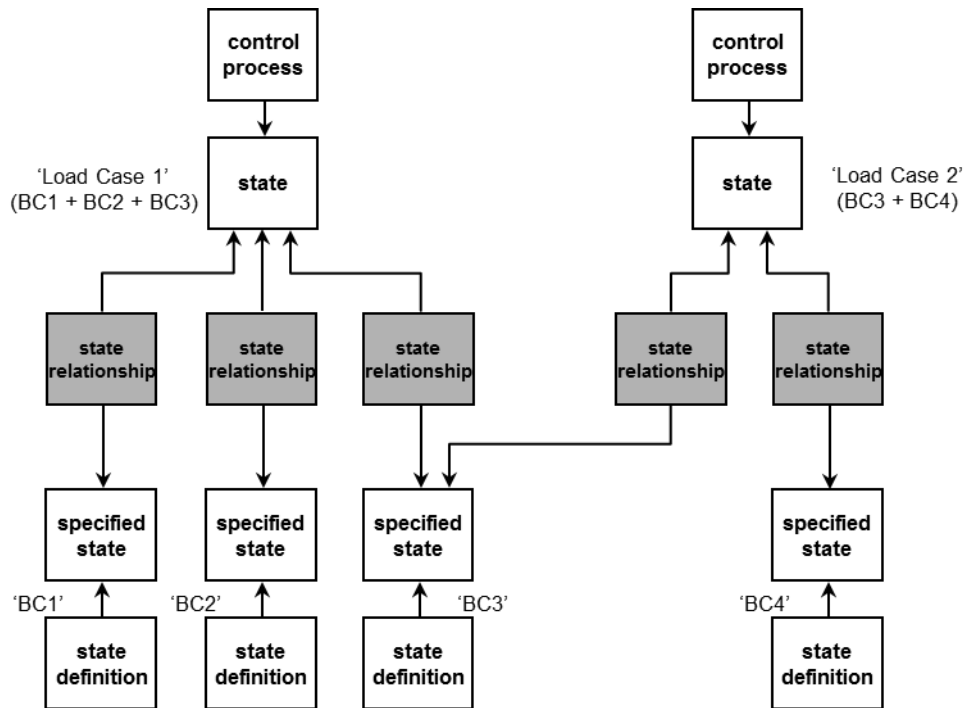 control
process
control
process
‘Load Case 1’
(BC1 + BC2 + BC3)
state
state
‘Load Case 2’
(BC3 + BC4)
state
relationship
state
relationship
state
relationship
state
relationship
state
relationship
specified
state
specified
state
specified
state
specified
state
‘BC1’
‘BC2’
‘BC3’
‘BC4’
state
definition
state
definition
state
definition
state
definition